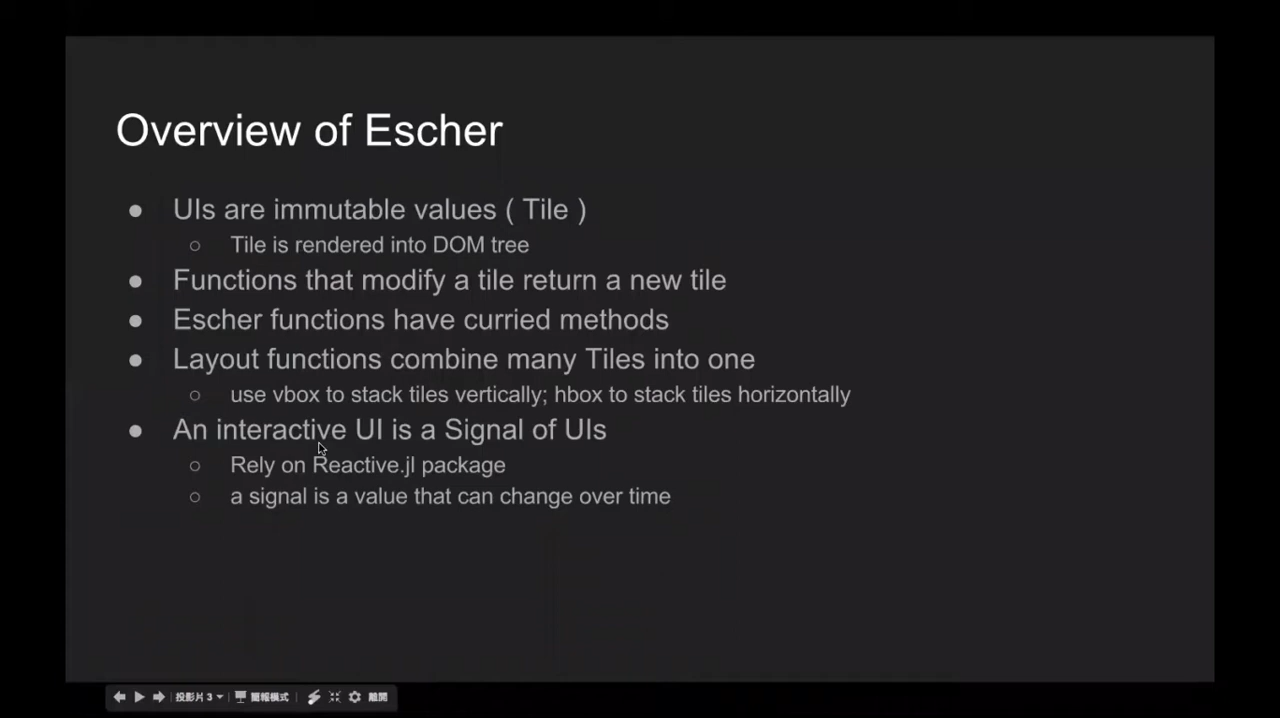 Overview of Escher
● UIs are immutable values ( Tile )
○ Tile is rendered into DOM tree
● Functions that modify a tile return a new tile
● Escher functions have curried methods
● Layout functions combine many Tiles into one
○ use vbox to stack tiles vertically; hbox to stack tiles horizontally
● An interactive UI is a Signal of UIs
○ Rely on Reactive.jl package
○ a signal is a value that can change over time
投影片 3 簡報模式 離開